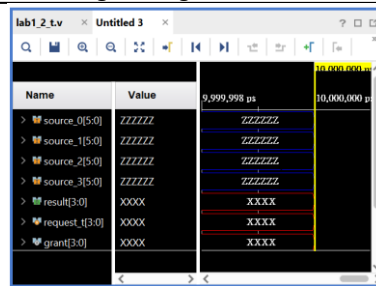 lab1_2_t.v × Untitled 3 ×
10,000,000 ps
Name Value 9,999,998 ps 10,000,000 ps
source_0[5:0] ZZZZZZ ZZZZZZ
source_1[5:0] ZZZZZZ ZZZZZZ
source_2[5:0] ZZZZZZ ZZZZZZ
source_3[5:0] ZZZZZZ ZZZZZZ
result[3:0] XXXX XXXX
request_t[3:0] XXXX XXXX
grant[3:0] XXXX XXXX